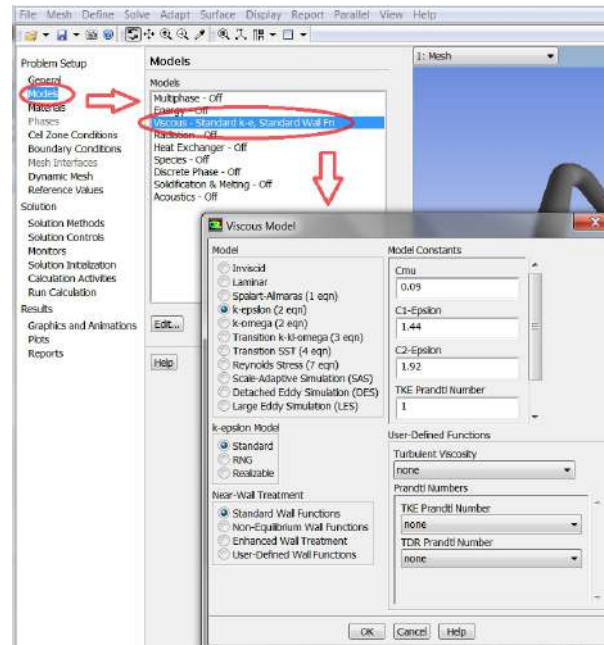 File Mesh Define Solve Adapt Surface Display Report Parallel View Help
Problem Setup
General
Models
Materials
Phases
Cell Zone Conditions
Boundary Conditions
Mesh Interfaces
Dynamic Mesh
Reference Values
Solution
Solution Methods
Solution Controls
Monitors
Solution Initialization
Calculation Activities
Run Calculation
Results
Graphics and Animations
Plots
Reports
Models
Models
Multiphase - Off
Energy - Off
Viscous - Standard k-e, Standard Wall Fn
Radiation - Off
Heat Exchanger - Off
Species - Off
Discrete Phase - Off
Solidification & Melting - Off
Acoustics - Off
Edit...
Help
1: Mesh
Viscous Model
Model
Inviscid
Laminar
Spalart-Allmaras (1 eqn)
k-epsilon (2 eqn)
k-omega (2 eqn)
Transition k-kl-omega (3 eqn)
Transition SST (4 eqn)
Reynolds Stress (7 eqn)
Scale-Adaptive Simulation (SAS)
Detached Eddy Simulation (DES)
Large Eddy Simulation (LES)
k-epsilon Model
Standard
RNG
Realizable
Near-Wall Treatment
Standard Wall Functions
Non-Equilibrium Wall Functions
Enhanced Wall Treatment
User-Defined Wall Functions
Model Constants
Cmu
0.09
C1-Epsilon
1.44
C2-Epsilon
1.92
TKE Prandtl Number
1
User-Defined Functions
Turbulent Viscosity
none
Prandtl Numbers
TKE Prandtl Number
none
TDR Prandtl Number
none
OK Cancel Help